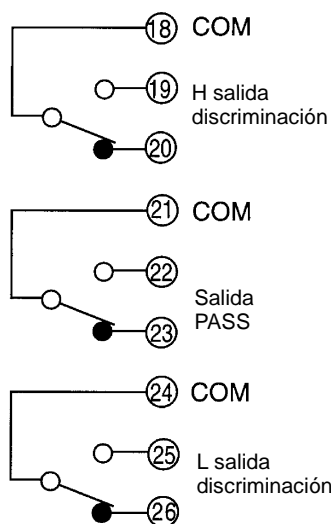 18 COM
19 H salida
discriminación
20
21 COM
22
Salida
PASS
23
24 COM
25 L salida
discriminación
26